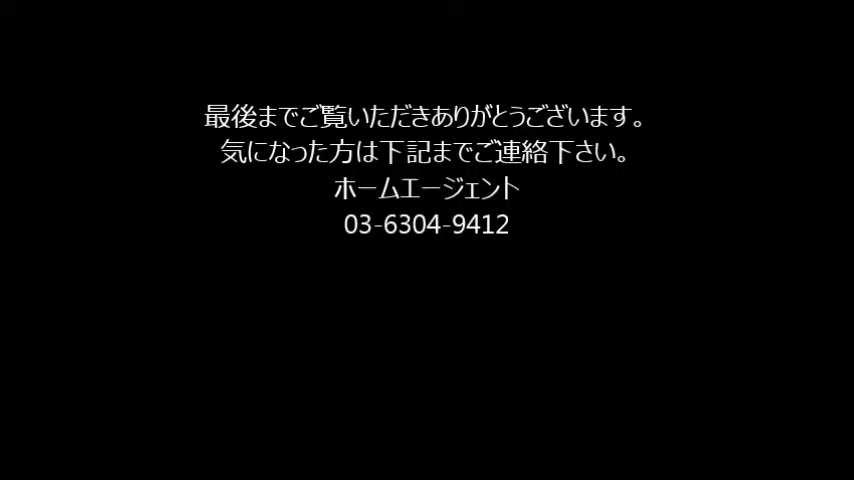 最後までご覧いただきありがとうございます。
気になった方は下記までご連絡下さい。
ホームエージェント
03-6304-9412